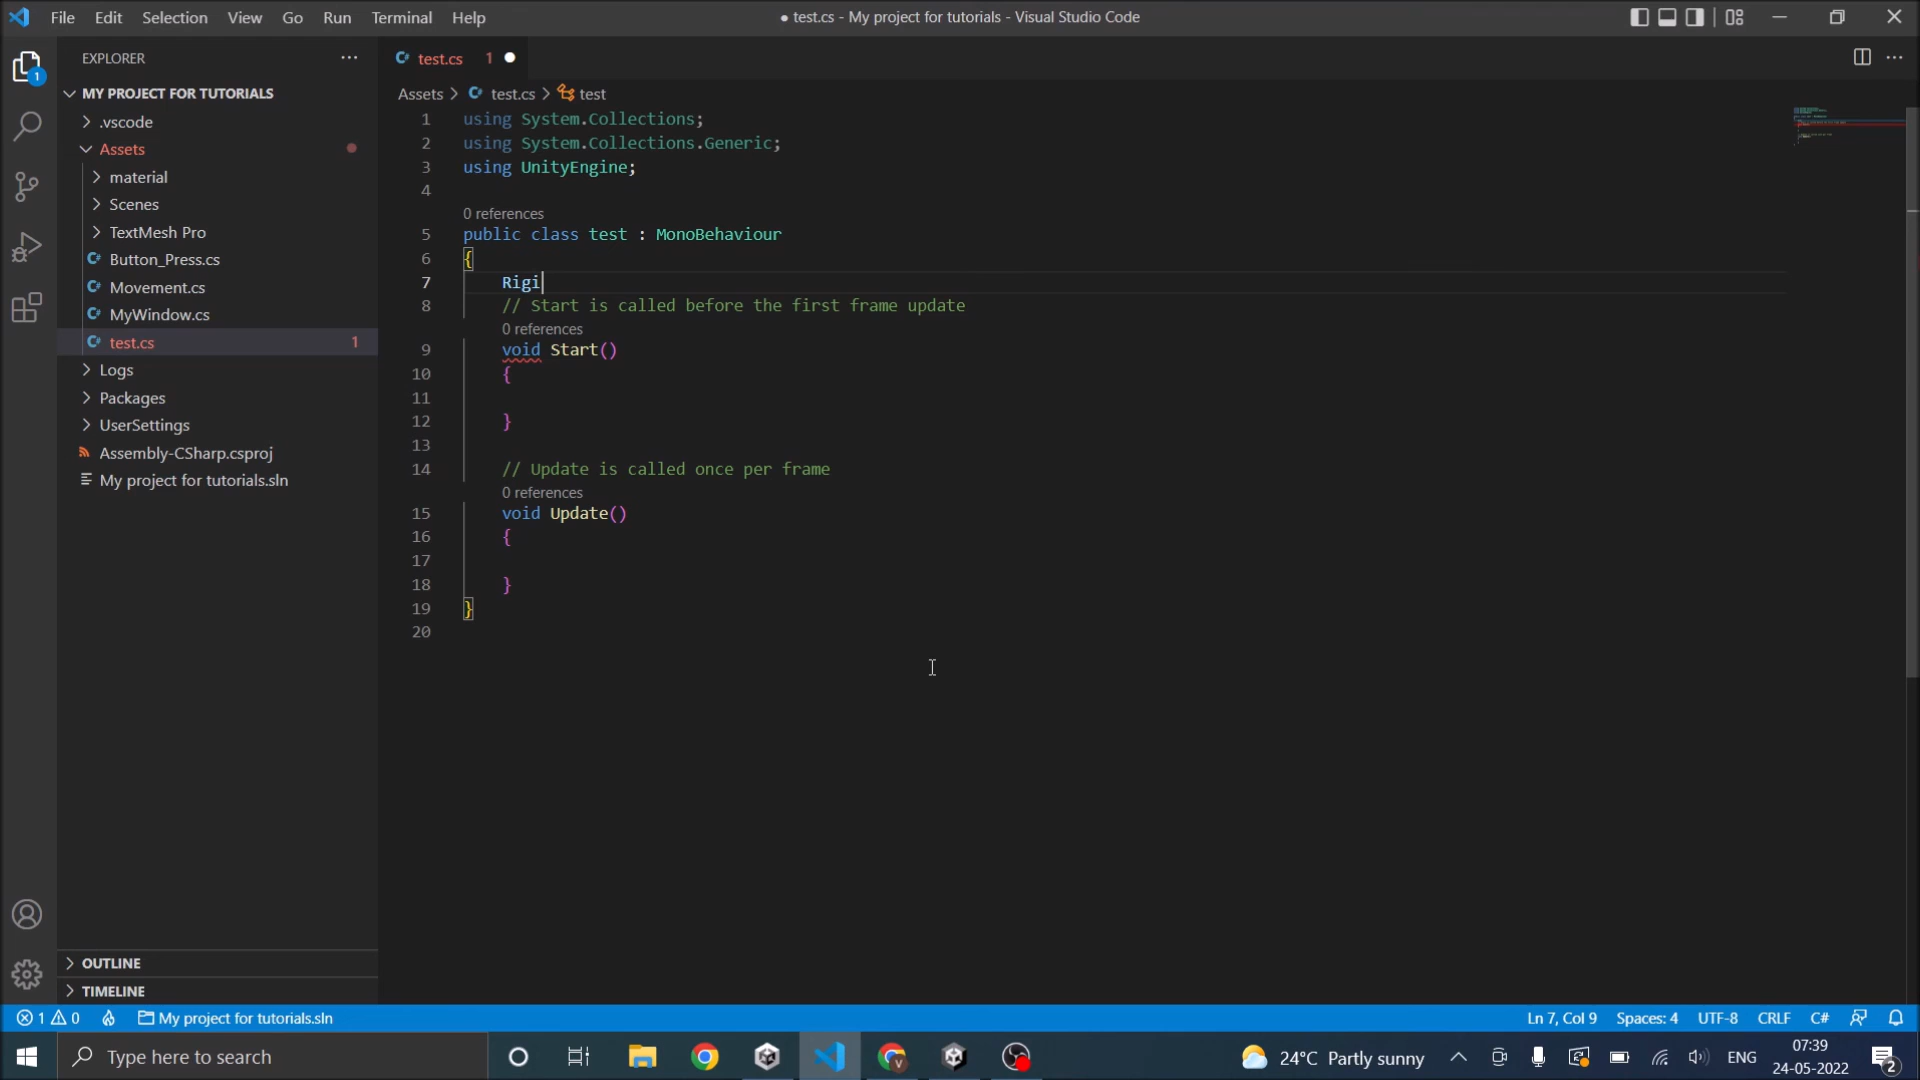 File Edit Selection View Go Run Terminal Help
● test.cs - My project for tutorials - Visual Studio Code
EXPLORER
MY PROJECT FOR TUTORIALS
.vscode
Assets
material
Scenes
TextMesh Pro
Button_Press.cs
Movement.cs
MyWindow.cs
test.cs 1
Logs
Packages
UserSettings
Assembly-CSharp.csproj
My project for tutorials.sln
OUTLINE
TIMELINE
1
test.cs 1
Assets > test.cs > test
1 using System.Collections;
2 using System.Collections.Generic;
3 using UnityEngine;
4
0 references
5 public class test : MonoBehaviour
6 {
7 Rigi
8 // Start is called before the first frame update
0 references
9 void Start()
10 {
11
12 }
13
14 // Update is called once per frame
0 references
15 void Update()
16 {
17
18 }
19 }
20
1 0 My project for tutorials.sln
Ln 7, Col 9 Spaces: 4 UTF-8 CRLF C#
Type here to search
24°C Partly sunny
ENG
07:39
24-05-2022
2